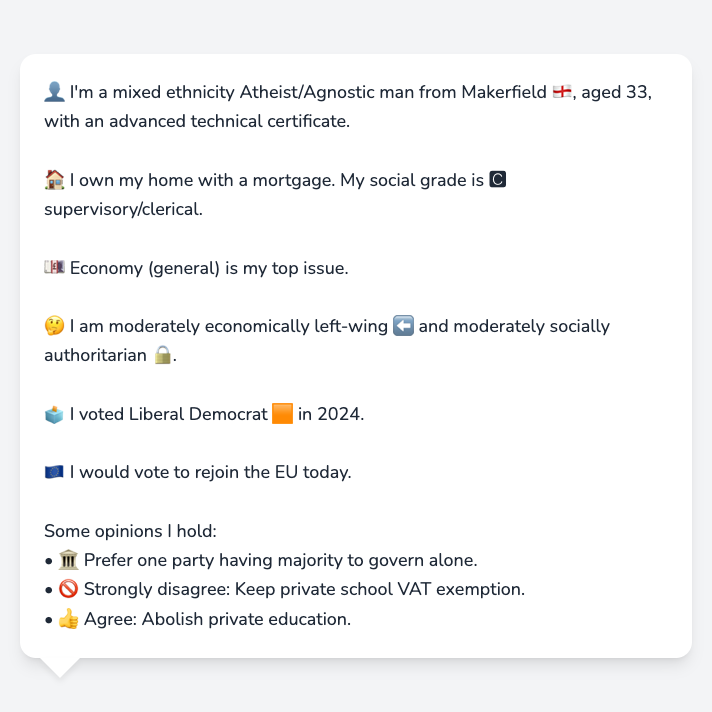 👤 I'm a mixed ethnicity Atheist/Agnostic man from Makerfield 🏴󠁧󠁢󠁥󠁮󠁧󠁿, aged 33,
with an advanced technical certificate.
🏠 I own my home with a mortgage. My social grade is C
supervisory/clerical.
💷 Economy (general) is my top issue.
🤔 I am moderately economically left-wing ⬅️ and moderately socially
authoritarian 🔒.
🗳️ I voted Liberal Democrat 🟧 in 2024.
🇪🇺 I would vote to rejoin the EU today.
Some opinions I hold:
• 🏛️ Prefer one party having majority to govern alone.
• 🚫 Strongly disagree: Keep private school VAT exemption.
• 👍 Agree: Abolish private education.